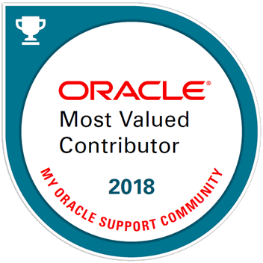 ORACLE®
Most Valued
Contributor
2018
MY ORACLE SUPPORT COMMUNITY